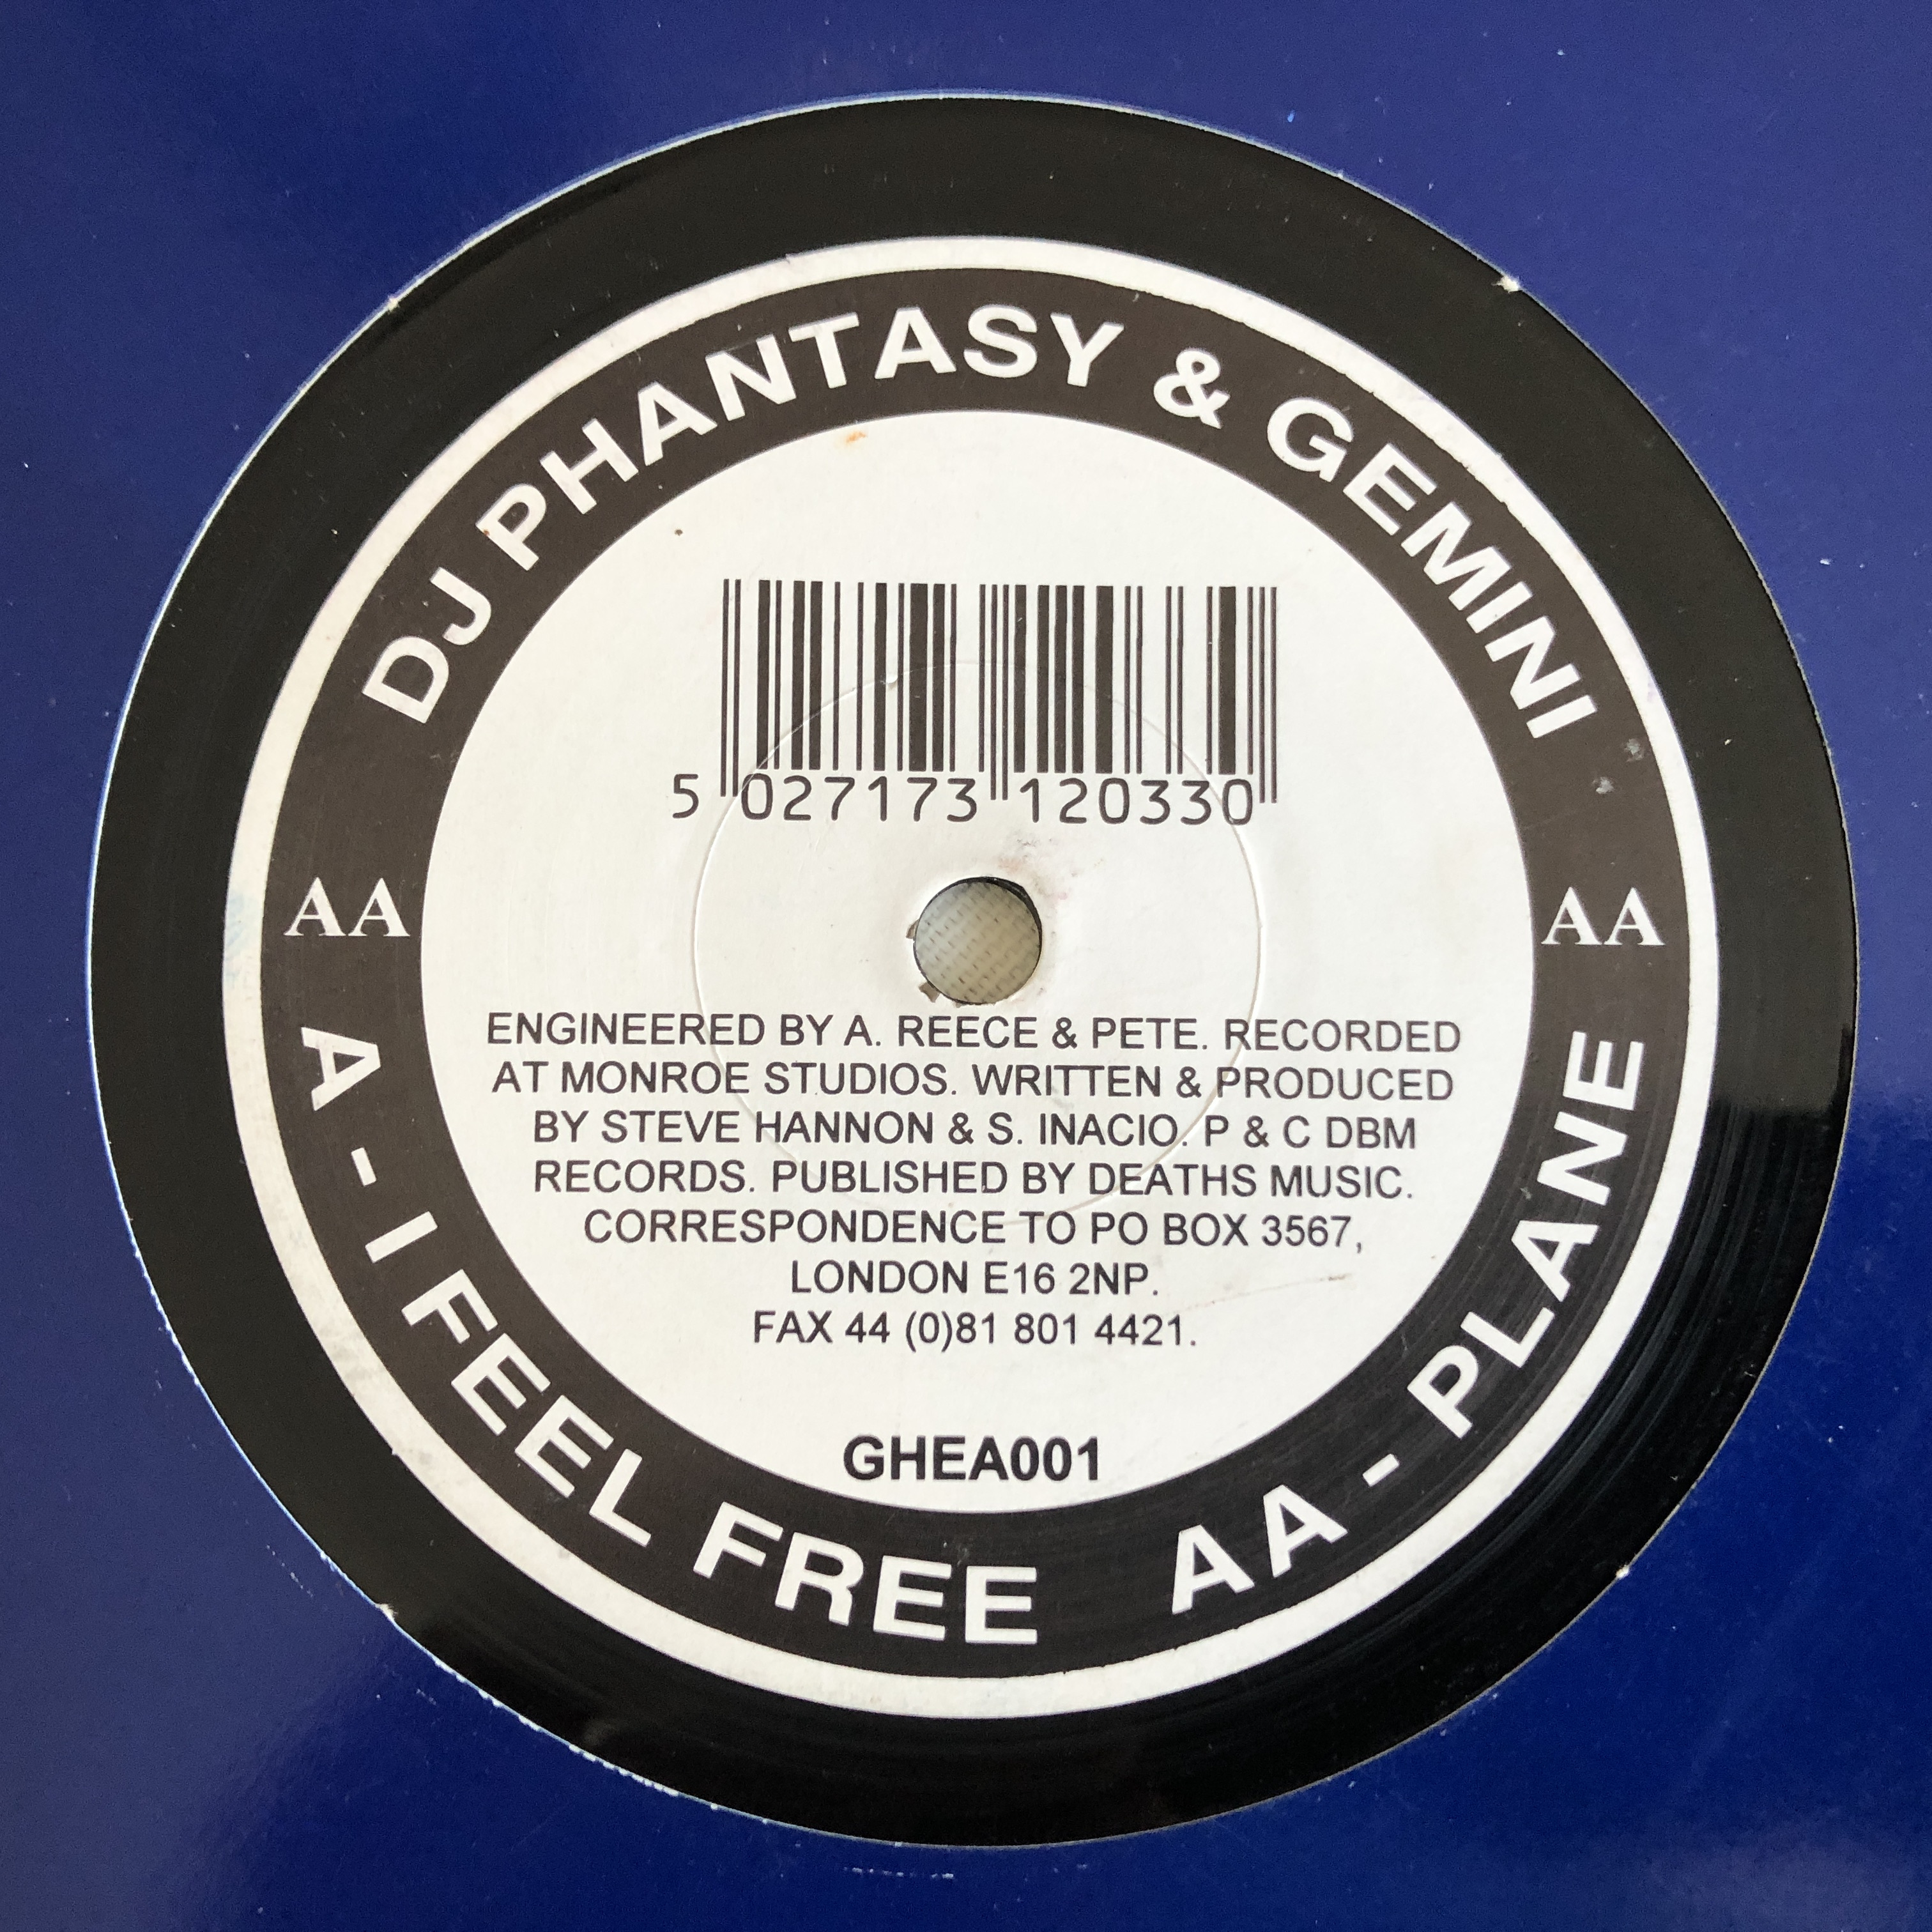 DJ PHANTASY & GEMINI
5 027173 120330
AA
AA
ENGINEERED BY A. REECE & PETE. RECORDED
AT MONROE STUDIOS. WRITTEN & PRODUCED
BY STEVE HANNON & S. INACIO. P & C DBM
RECORDS. PUBLISHED BY DEATHS MUSIC.
CORRESPONDENCE TO PO BOX 3567,
LONDON E16 2NP.
FAX 44 (0)81 801 4421.
GHEA001
A - I FEEL FREE
AA - PLANE